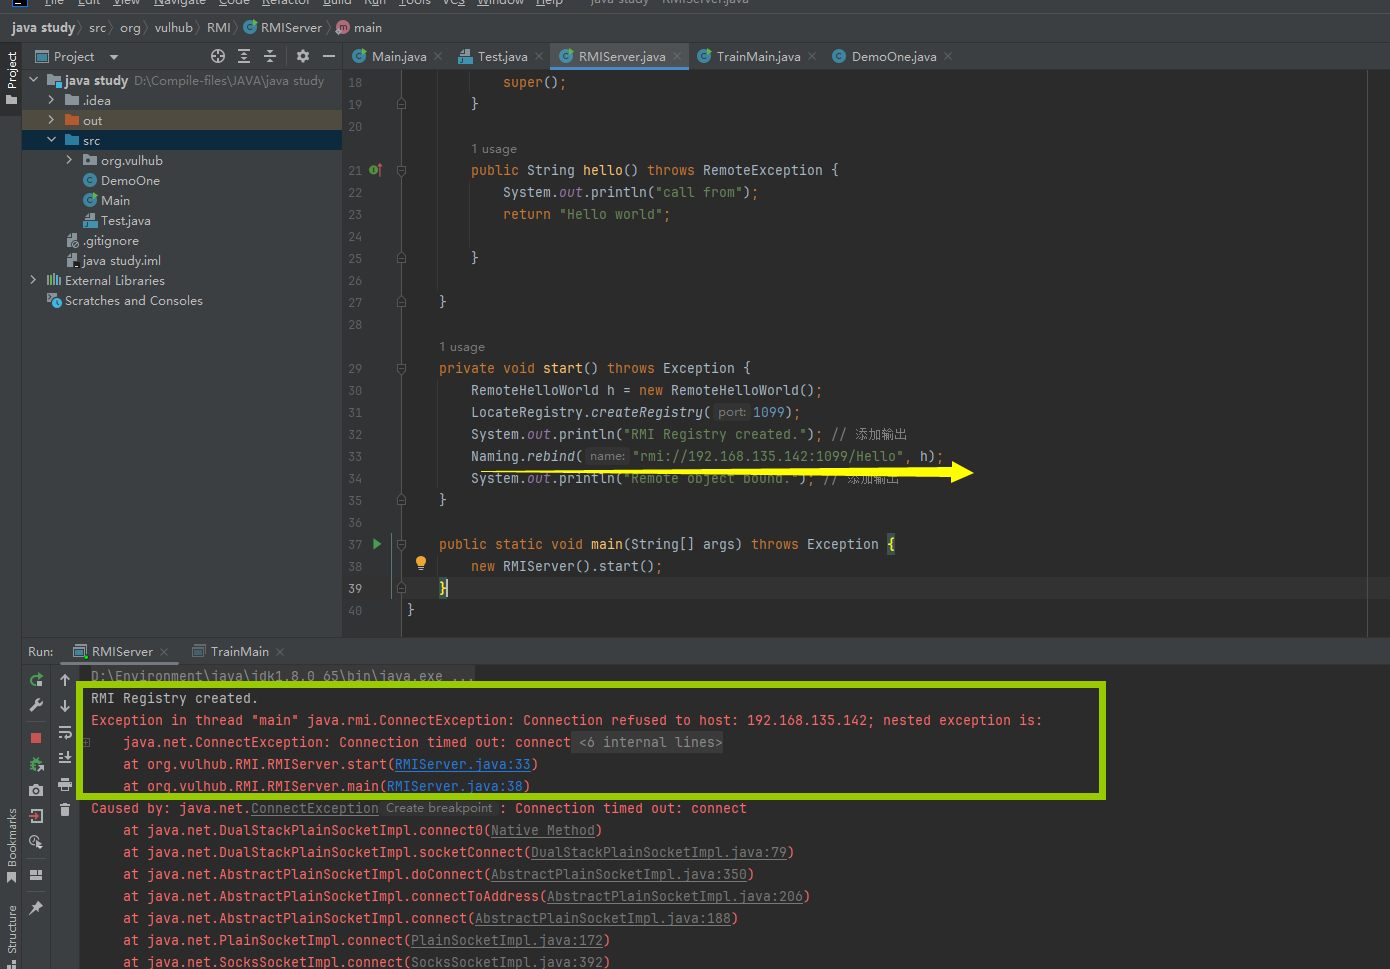 File Edit View Navigate Code Refactor Build Run Tools VCS Window Help java study - RMIServer.java
java study src org vulhub RMI RMIServer main
Project
Project
Main.java Test.java RMIServer.java TrainMain.java DemoOne.java
java study D:\Compile-files\JAVA\java study
.idea
out
src
org.vulhub
DemoOne
Main
Test.java
.gitignore
java study.iml
External Libraries
Scratches and Consoles
18 super();
19 }
20
1 usage
21 public String hello() throws RemoteException {
22 System.out.println("call from");
23 return "Hello world";
24
25 }
26
27 }
28
1 usage
29 private void start() throws Exception {
30 RemoteHelloWorld h = new RemoteHelloWorld();
31 LocateRegistry.createRegistry( port: 1099);
32 System.out.println("RMI Registry created."); // 添加输出
33 Naming.rebind( name: "rmi://192.168.135.142:1099/Hello", h);
34 System.out.println("Remote object bound."); // 添加输出
35 }
36
37 public static void main(String[] args) throws Exception {
38 new RMIServer().start();
39 }
40 }
Run: RMIServer TrainMain
D:\Environment\java\jdk1.8.0_65\bin\java.exe ...
RMI Registry created.
Exception in thread "main" java.rmi.ConnectException: Connection refused to host: 192.168.135.142; nested exception is:
java.net.ConnectException: Connection timed out: connect <6 internal lines>
at org.vulhub.RMI.RMIServer.start(RMIServer.java:33)
at org.vulhub.RMI.RMIServer.main(RMIServer.java:38)
Caused by: java.net.ConnectException Create breakpoint : Connection timed out: connect
at java.net.DualStackPlainSocketImpl.connect0(Native Method)
at java.net.DualStackPlainSocketImpl.socketConnect(DualStackPlainSocketImpl.java:79)
at java.net.AbstractPlainSocketImpl.doConnect(AbstractPlainSocketImpl.java:350)
at java.net.AbstractPlainSocketImpl.connectToAddress(AbstractPlainSocketImpl.java:206)
at java.net.AbstractPlainSocketImpl.connect(AbstractPlainSocketImpl.java:188)
at java.net.PlainSocketImpl.connect(PlainSocketImpl.java:172)
at java.net.SocksSocketImpl.connect(SocksSocketImpl.java:392)
Bookmarks
Structure